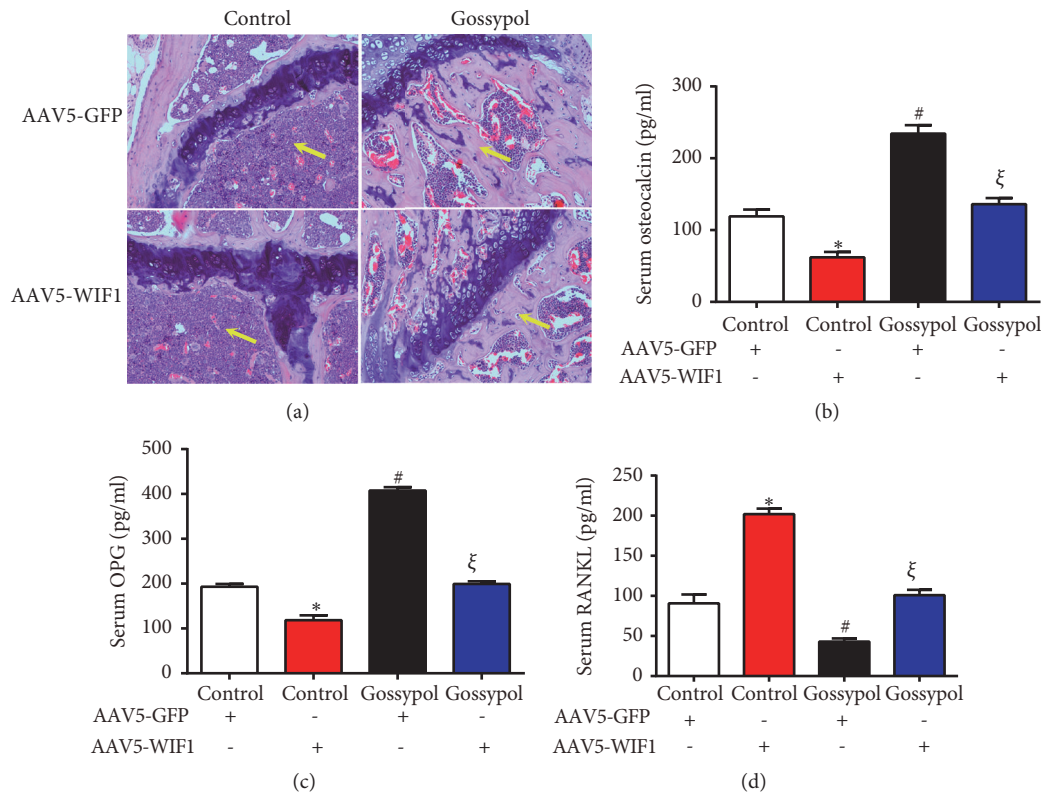 Control Gossypol
AAV5-GFP
AAV5-WIF1
(a)
Serum osteocalcin (pg/ml)
300
200
100
0
*
#
ξ
Control Control Gossypol Gossypol
AAV5-GFP + - + -
AAV5-WIF1 - + - +
(b)
Serum OPG (pg/ml)
500
400
300
200
100
0
*
#
ξ
Control Control Gossypol Gossypol
AAV5-GFP + - + -
AAV5-WIF1 - + - +
(c)
Serum RANKL (pg/ml)
250
200
150
100
50
0
*
#
ξ
Control Control Gossypol Gossypol
AAV5-GFP + - + -
AAV5-WIF1 - + - +
(d)